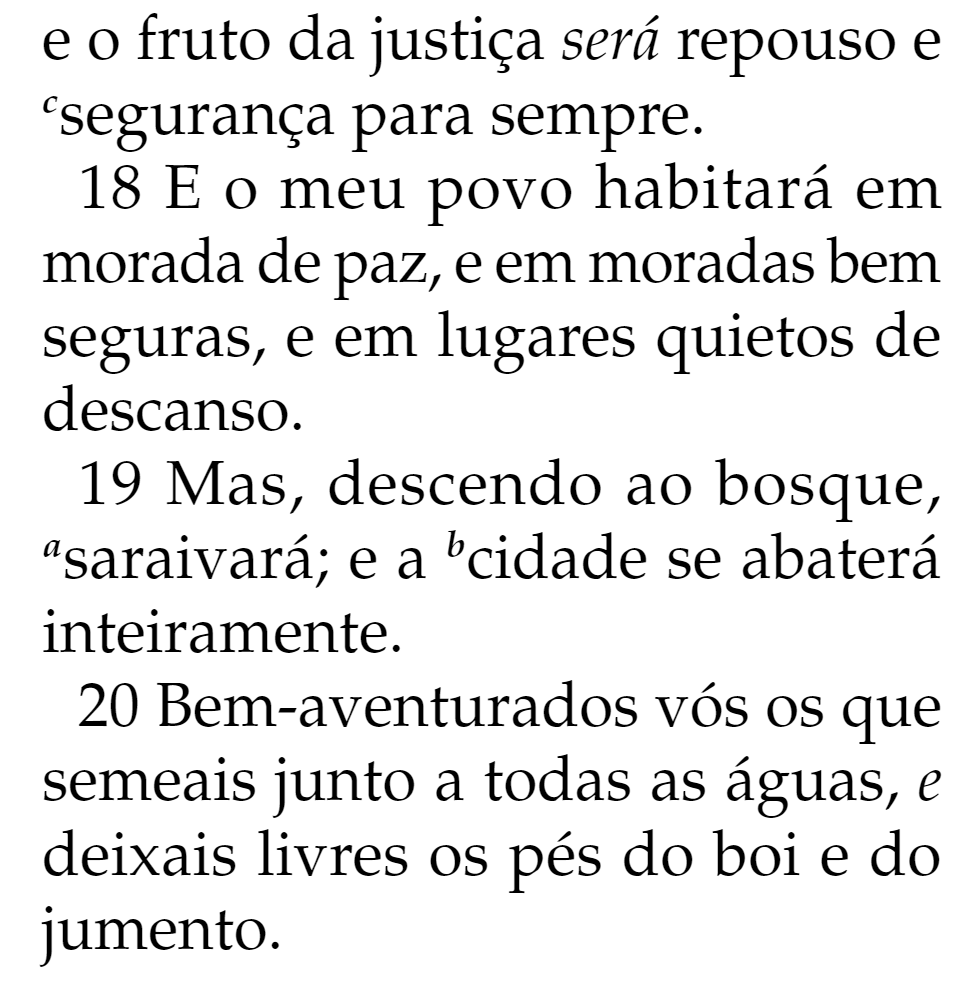 e o fruto da justiça será repouso e
csegurança para sempre.
18 E o meu povo habitará em
morada de paz, e em moradas bem
seguras, e em lugares quietos de
descanso.
19 Mas, descendo ao bosque,
asaraivará; e a bcidade se abaterá
inteiramente.
20 Bem-aventurados vós os que
semeais junto a todas as águas, e
deixais livres os pés do boi e do
jumento.